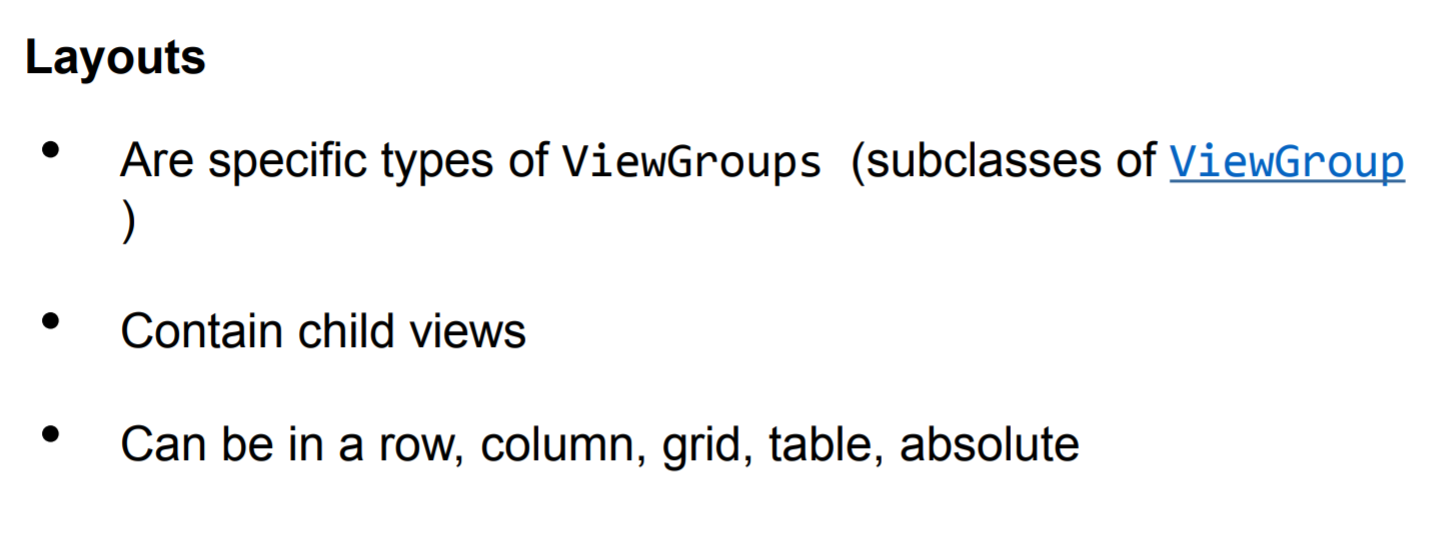 Layouts
• Are specific types of ViewGroups (subclasses of ViewGroup
)
• Contain child views
• Can be in a row, column, grid, table, absolute